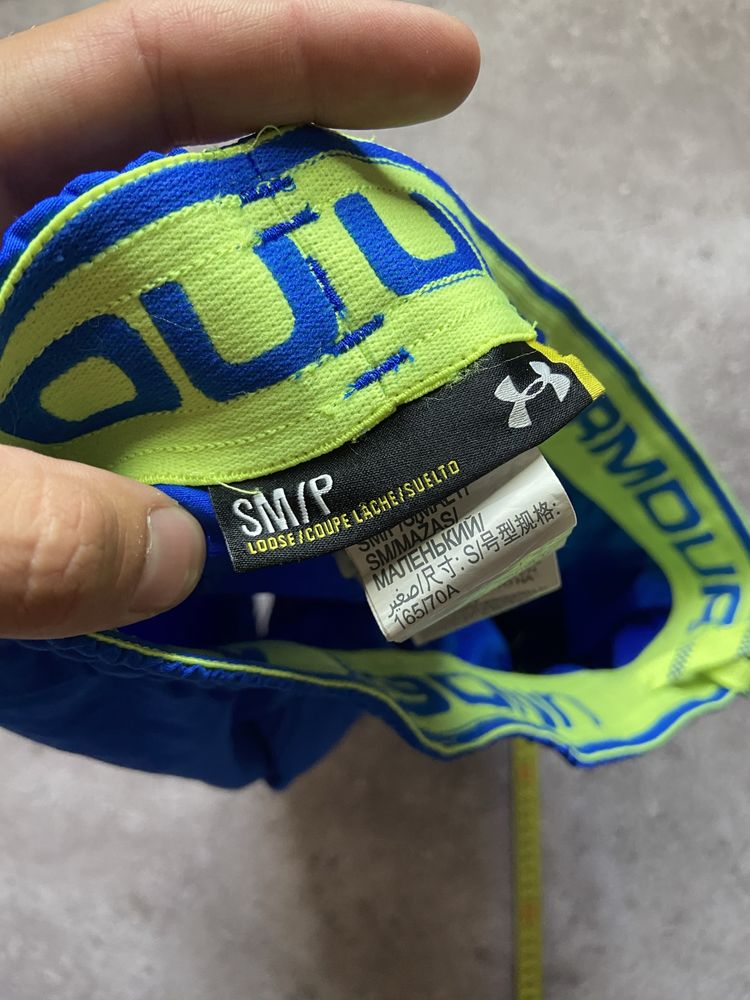 SM/P
LOOSE/COUPE LÂCHE/SUELTO
SM/MAZAS/
МАЛЕНЬКИЙ/
صغير/尺寸: S/号型规格:
165/70A
ARMOUR